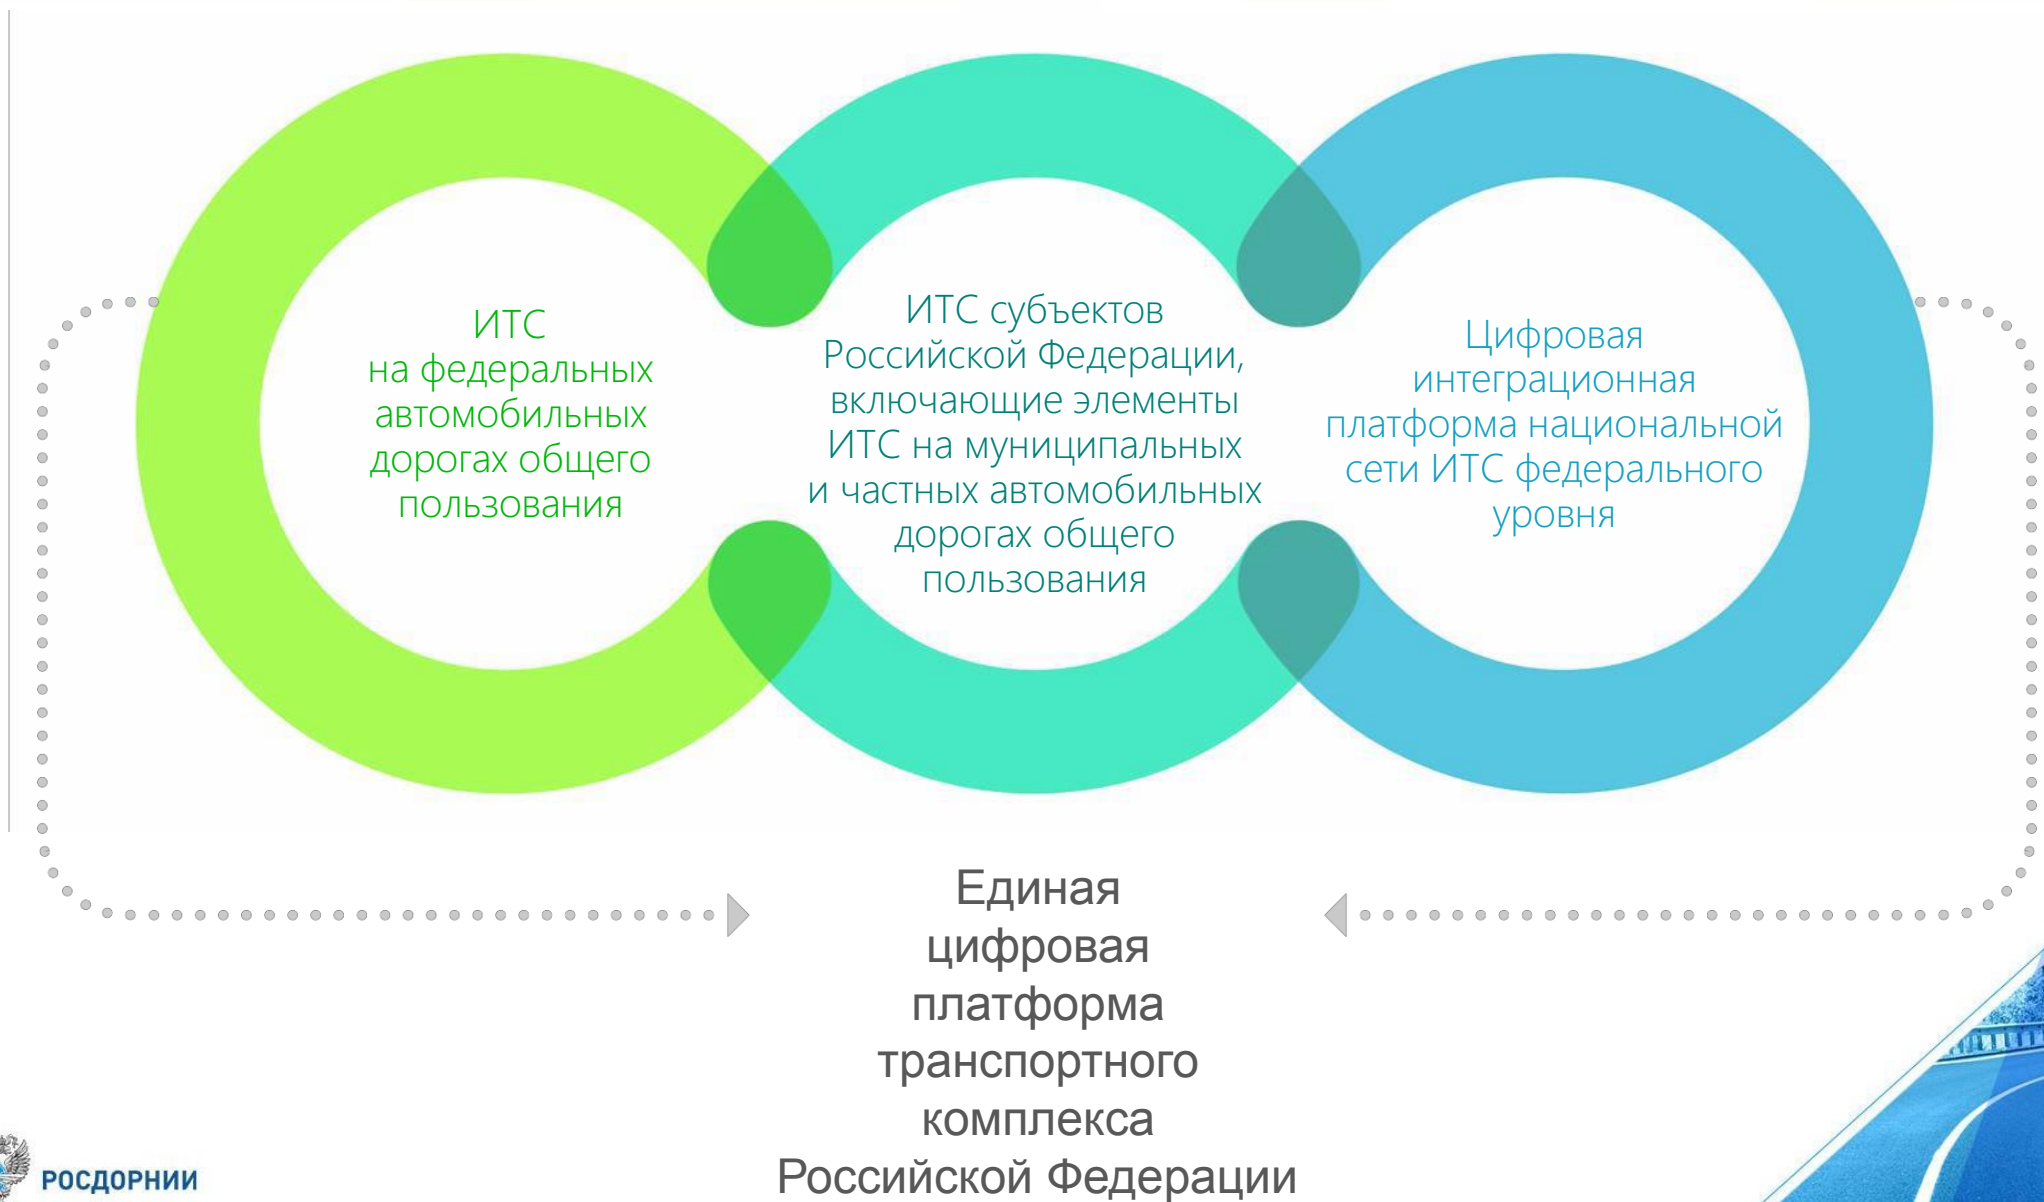 ИТС
на федеральных
автомобильных
дорогах общего
пользования
ИТС субъектов
Российской Федерации,
включающие элементы
ИТС на муниципальных
и частных автомобильных
дорогах общего
пользования
Цифровая
интеграционная
платформа национальной
сети ИТС федерального
уровня
Единая
цифровая
платформа
транспортного
комплекса
Российской Федерации
РОСДОРНИИ